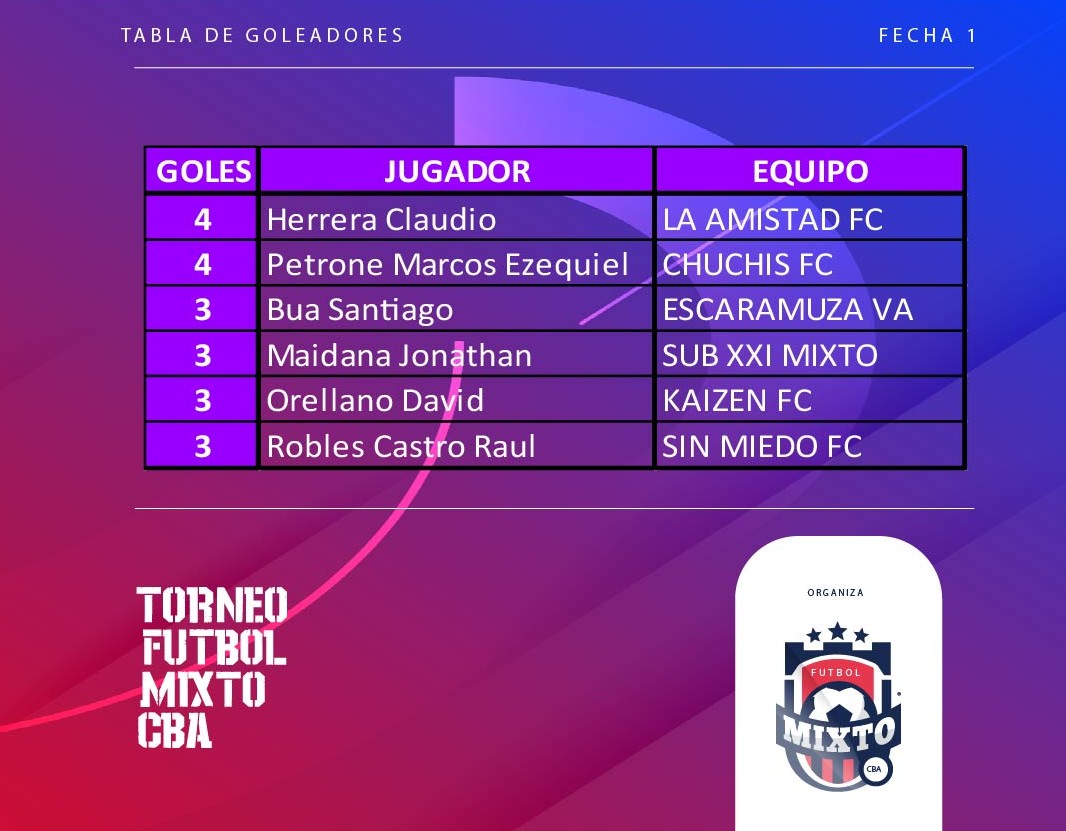 TABLA DE GOLEADORES FECHA 1
GOLES JUGADOR EQUIPO
4 Herrera Claudio LA AMISTAD FC
4 Petrone Marcos Ezequiel CHUCHIS FC
3 Bua Santiago ESCARAMUZA VA
3 Maidana Jonathan SUB XXI MIXTO
3 Orellano David KAIZEN FC
3 Robles Castro Raul SIN MIEDO FC
TORNEO
FUTBOL
MIXTO
CBA
ORGANIZA
FUTBOL
MIXTO
CBA